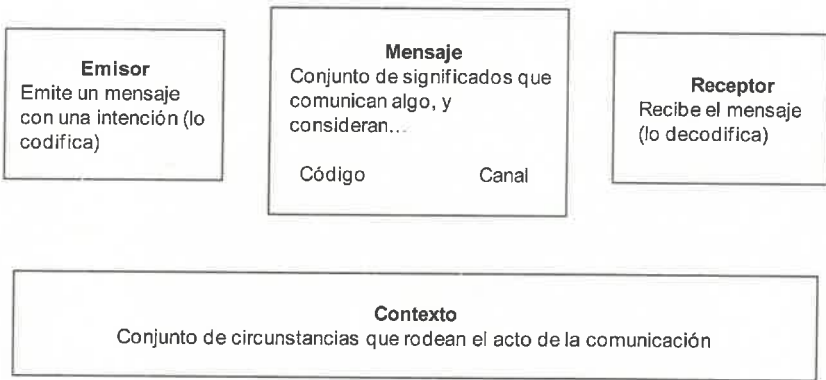 Emisor
Emite un mensaje
con una intención (lo
codifica)
Mensaje
Conjunto de significados que
comunican algo, y
consideran...
Código Canal
Receptor
Recibe el mensaje
(lo decodifica)
Contexto
Conjunto de circunstancias que rodean el acto de la comunicación